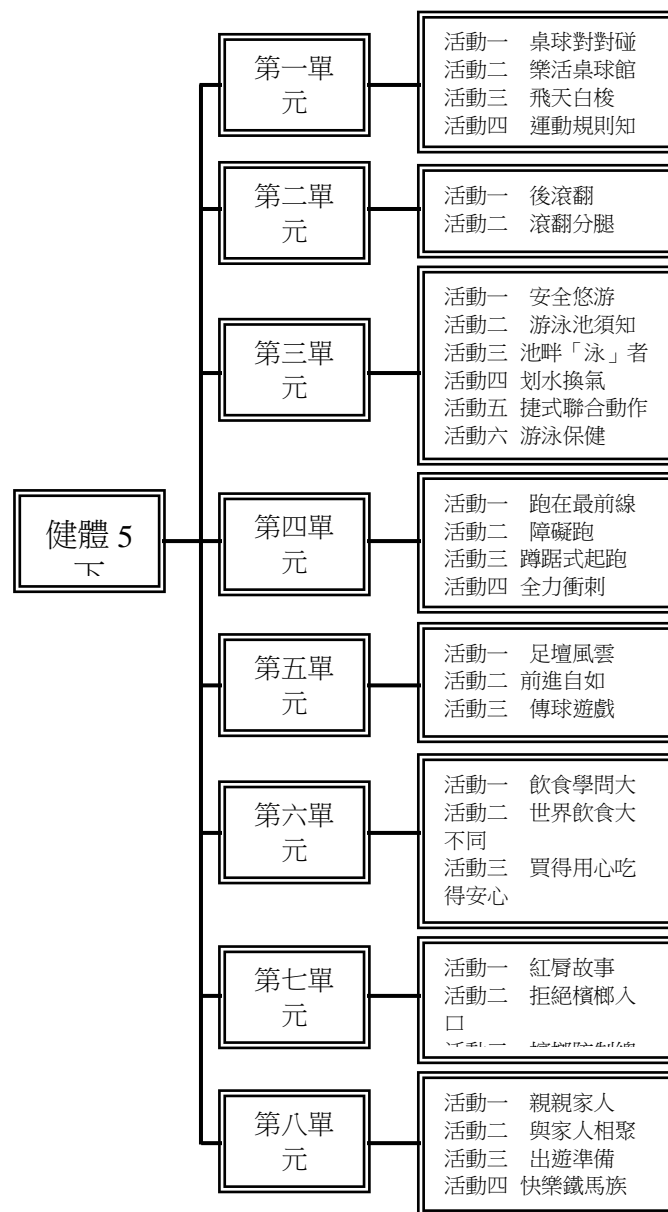 第一單
元
活動一　桌球對對碰
活動二　樂活桌球館
活動三　飛天白梭
活動四　運動規則知
第二單
元
活動一　後滾翻
活動二　滾翻分腿
第三單
元
活動一　安全悠游
活動二　游泳池須知
活動三 池畔「泳」者
活動四 划水換氣
活動五 捷式聯合動作
活動六 游泳保健
健體 5
下
第四單
元
活動一　跑在最前線
活動二　障礙跑
活動三 蹲踞式起跑
活動四 全力衝刺
第五單
元
活動一　足壇風雲
活動二 前進自如
活動三　傳球遊戲
第六單
元
活動一　飲食學問大
活動二　世界飲食大
不同
活動三　買得用心吃
得安心
第七單
元
活動一　紅脣故事
活動二　拒絕檳榔入
口
第八單
元
活動一　親親家人
活動二　與家人相聚
活動三　出遊準備
活動四 快樂鐵馬族